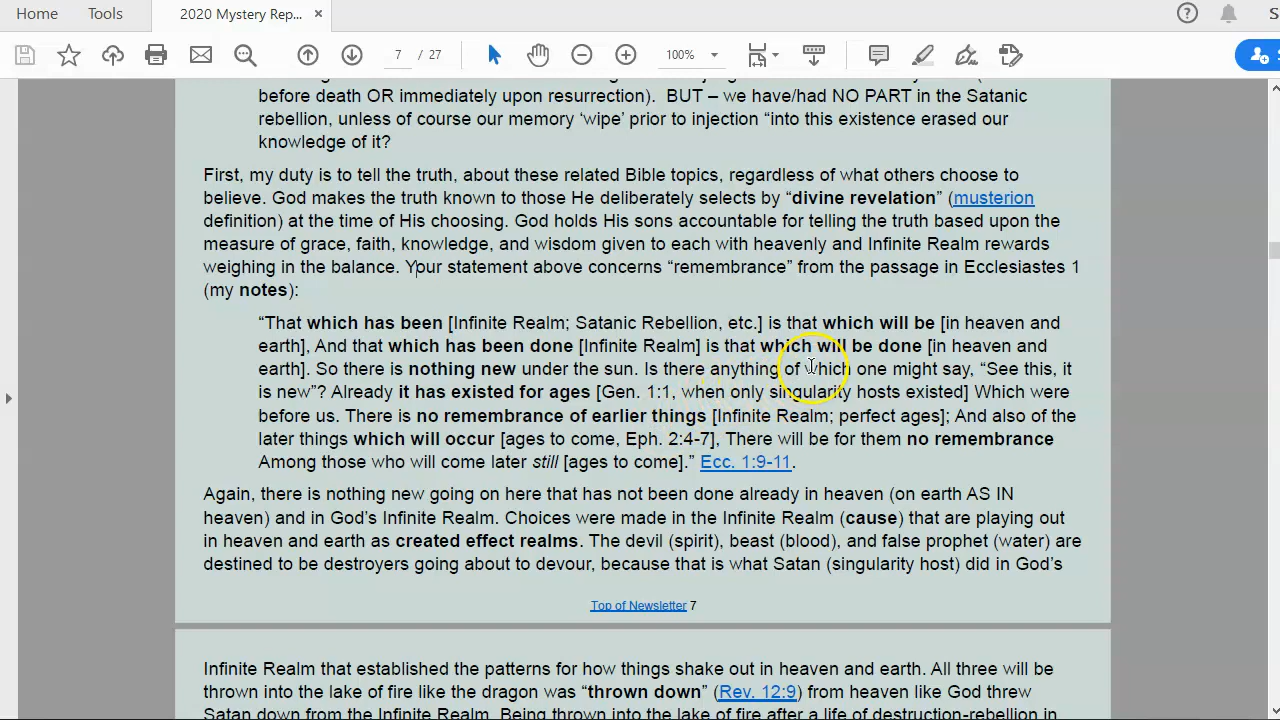 Home Tools 2020 Mystery Rep... × S
7 / 27 100%
before death OR immediately upon resurrection). BUT – we have/had NO PART in the Satanic
rebellion, unless of course our memory ‘wipe’ prior to injection “into this existence erased our
knowledge of it?
First, my duty is to tell the truth, about these related Bible topics, regardless of what others choose to
believe. God makes the truth known to those He deliberately selects by “divine revelation” (musterion
definition) at the time of His choosing. God holds His sons accountable for telling the truth based upon the
measure of grace, faith, knowledge, and wisdom given to each with heavenly and Infinite Realm rewards
weighing in the balance. Your statement above concerns “remembrance” from the passage in Ecclesiastes 1
(my notes):
“That which has been [Infinite Realm; Satanic Rebellion, etc.] is that which will be [in heaven and
earth], And that which has been done [Infinite Realm] is that which will be done [in heaven and
earth]. So there is nothing new under the sun. Is there anything of which one might say, “See this, it
is new”? Already it has existed for ages [Gen. 1:1, when only singularity hosts existed] Which were
before us. There is no remembrance of earlier things [Infinite Realm; perfect ages]; And also of the
later things which will occur [ages to come, Eph. 2:4-7], There will be for them no remembrance
Among those who will come later still [ages to come].” Ecc. 1:9-11.
Again, there is nothing new going on here that has not been done already in heaven (on earth AS IN
heaven) and in God’s Infinite Realm. Choices were made in the Infinite Realm (cause) that are playing out
in heaven and earth as created effect realms. The devil (spirit), beast (blood), and false prophet (water) are
destined to be destroyers going about to devour, because that is what Satan (singularity host) did in God’s
Top of Newsletter 7
Infinite Realm that established the patterns for how things shake out in heaven and earth. All three will be
thrown into the lake of fire like the dragon was “thrown down” (Rev. 12:9) from heaven like God threw
Satan down from the Infinite Realm. Being thrown into the lake of fire after a life of destruction-rebellion in